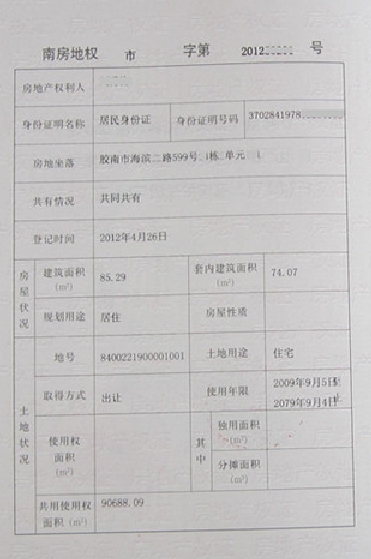 南房地权 市 字第 2012 号
房地产权利人
身份证明名称 居民身份证 身份证明号码 3702841978
房地坐落 胶南市海滨二路599号 1栋 单元
共有情况 共同共有
登记时间 2012年4月26日
房屋状况 建筑面积(m²) 85.29 套内建筑面积(m²) 74.07
规划用途 居住 房屋性质
土地状况 地号 8400221900001001 土地用途 住宅
取得方式 出让 使用年限 2009年9月5日至
2079年9月4日止
使用权面积(m²) 其中 独用面积(m²)
分摊面积(m²)
共用使用权面积(m²) 90688.09